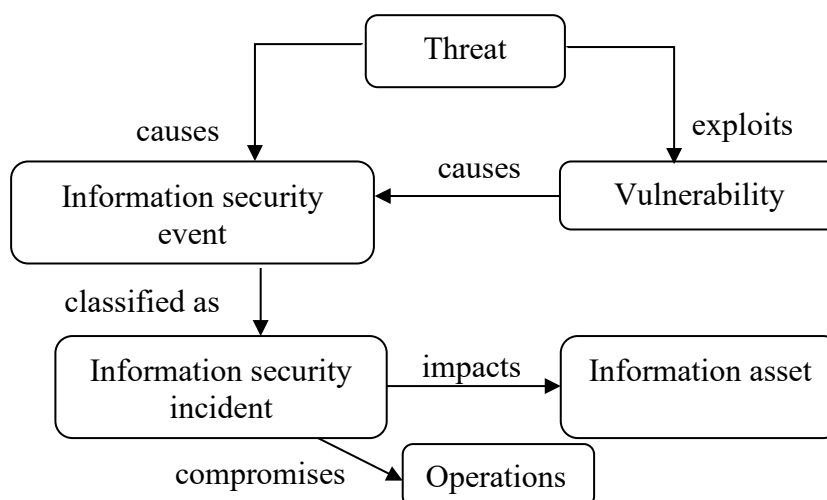 Threat
causes
exploits
causes
Information security
event
Vulnerability
classified as
Information security
incident
impacts
Information asset
compromises
Operations